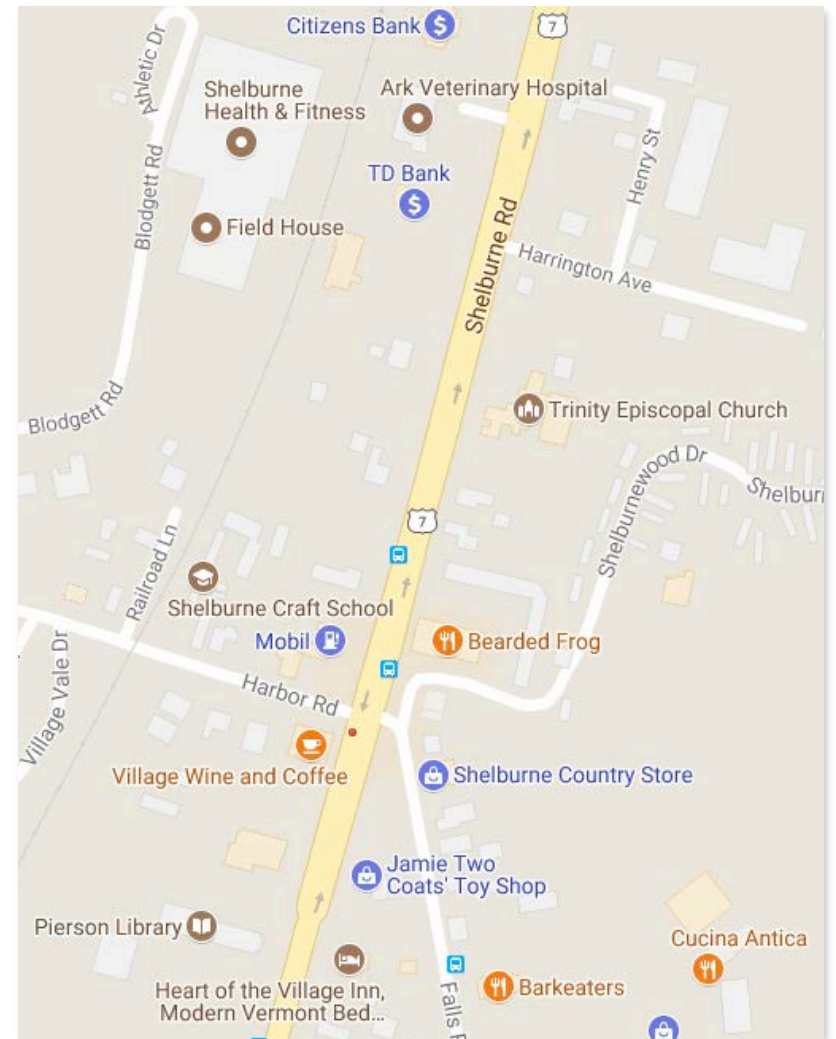 Citizens Bank
7
Athletic Dr
Shelburne
Health & Fitness
Ark Veterinary Hospital
TD Bank
Henry St
Blodgett Rd
Field House
Shelburne Rd
Harrington Ave
Blodgett Rd
Trinity Episcopal Church
Shelburnewood Dr
Shelbur
7
Railroad Ln
Shelburne Craft School
Mobil
Bearded Frog
Village Vale Dr
Harbor Rd
Village Wine and Coffee
Shelburne Country Store
Jamie Two
Coats' Toy Shop
Pierson Library
Cucina Antica
Heart of the Village Inn,
Modern Vermont Bed...
Barkeaters
Falls